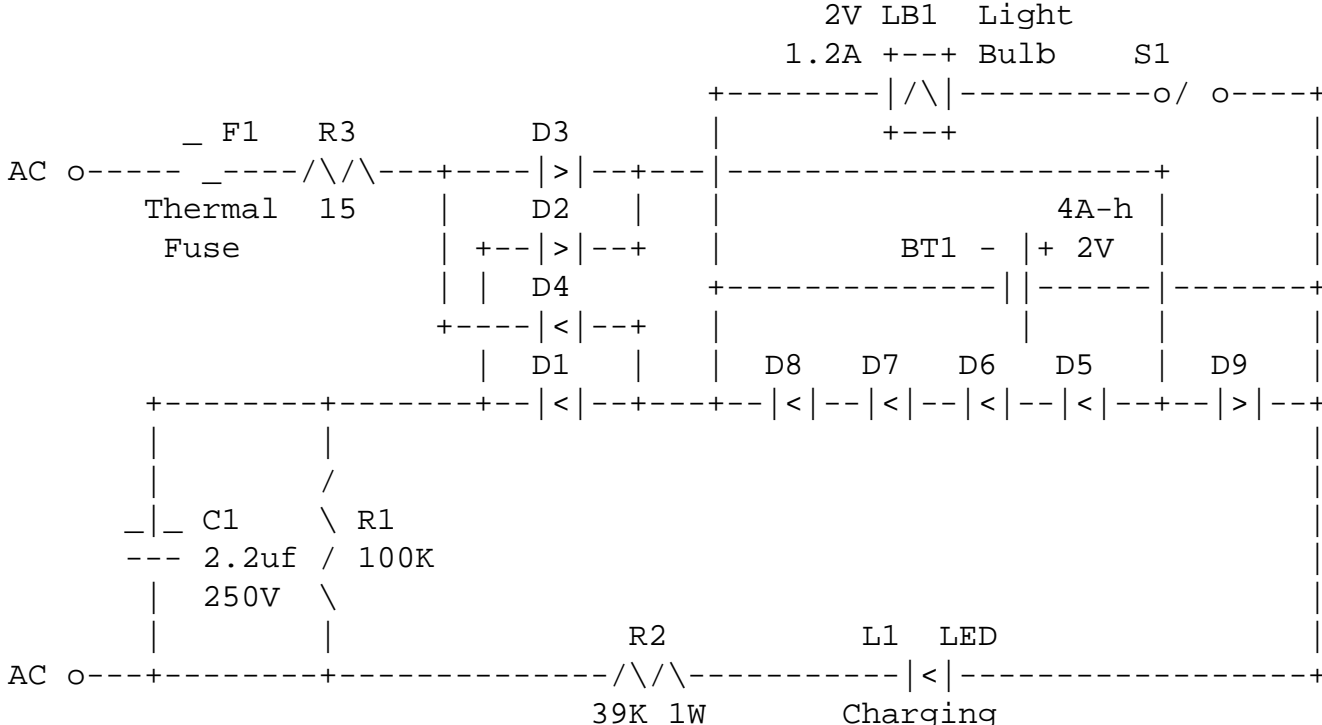 2V LB1 Light
1.2A +--+ Bulb S1
+--------|/\|----------o/ o----+
_ F1 R3 D3 | +--+ |
AC o----- _----/\/\---+----|>|--+---|----------------------+ |
Thermal 15 | D2 | | 4A-h | |
Fuse | +--|>|--+ | BT1 - |+ 2V | |
| | D4 +--------------||------|-------+
+----|<|--+ | | | |
| D1 | | D8 D7 D6 D5 | D9 |
+--------+-------+--|<|--+---+--|<|--|<|--|<|--|<|--+--|>|--+
| | |
| / |
_|_ C1 \ R1 |
--- 2.2uf / 100K |
| 250V \ |
| | R2 L1 LED |
AC o---+--------+--------------/\/\-----------|<|-------------------+
39K 1W Charging